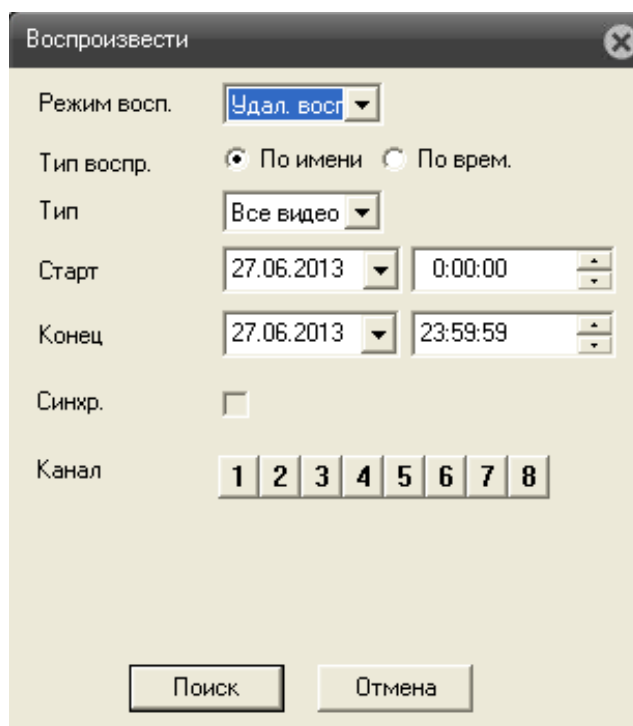 Воспроизвести
Режим восп. Удал. восп
Тип воспр. По имени По врем.
Тип Все видео
Старт 27.06.2013 0:00:00
Конец 27.06.2013 23:59:59
Синхр.
Канал 1 2 3 4 5 6 7 8
Поиск Отмена